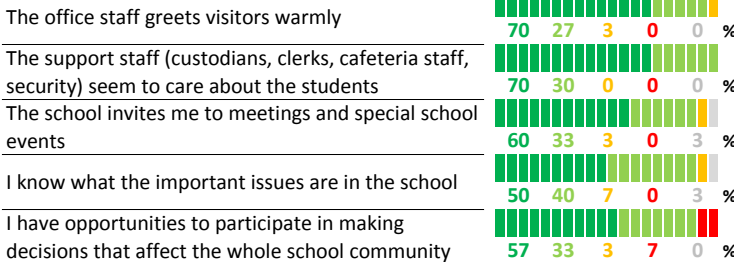 The office staff greets visitors warmly
70 27 3 0 0 %
The support staff (custodians, clerks, cafeteria staff,
security) seem to care about the students
70 30 0 0 0 %
The school invites me to meetings and special school
events
60 33 3 0 3 %
I know what the important issues are in the school
50 40 7 0 3 %
I have opportunities to participate in making
decisions that affect the whole school community
57 33 3 7 0 %